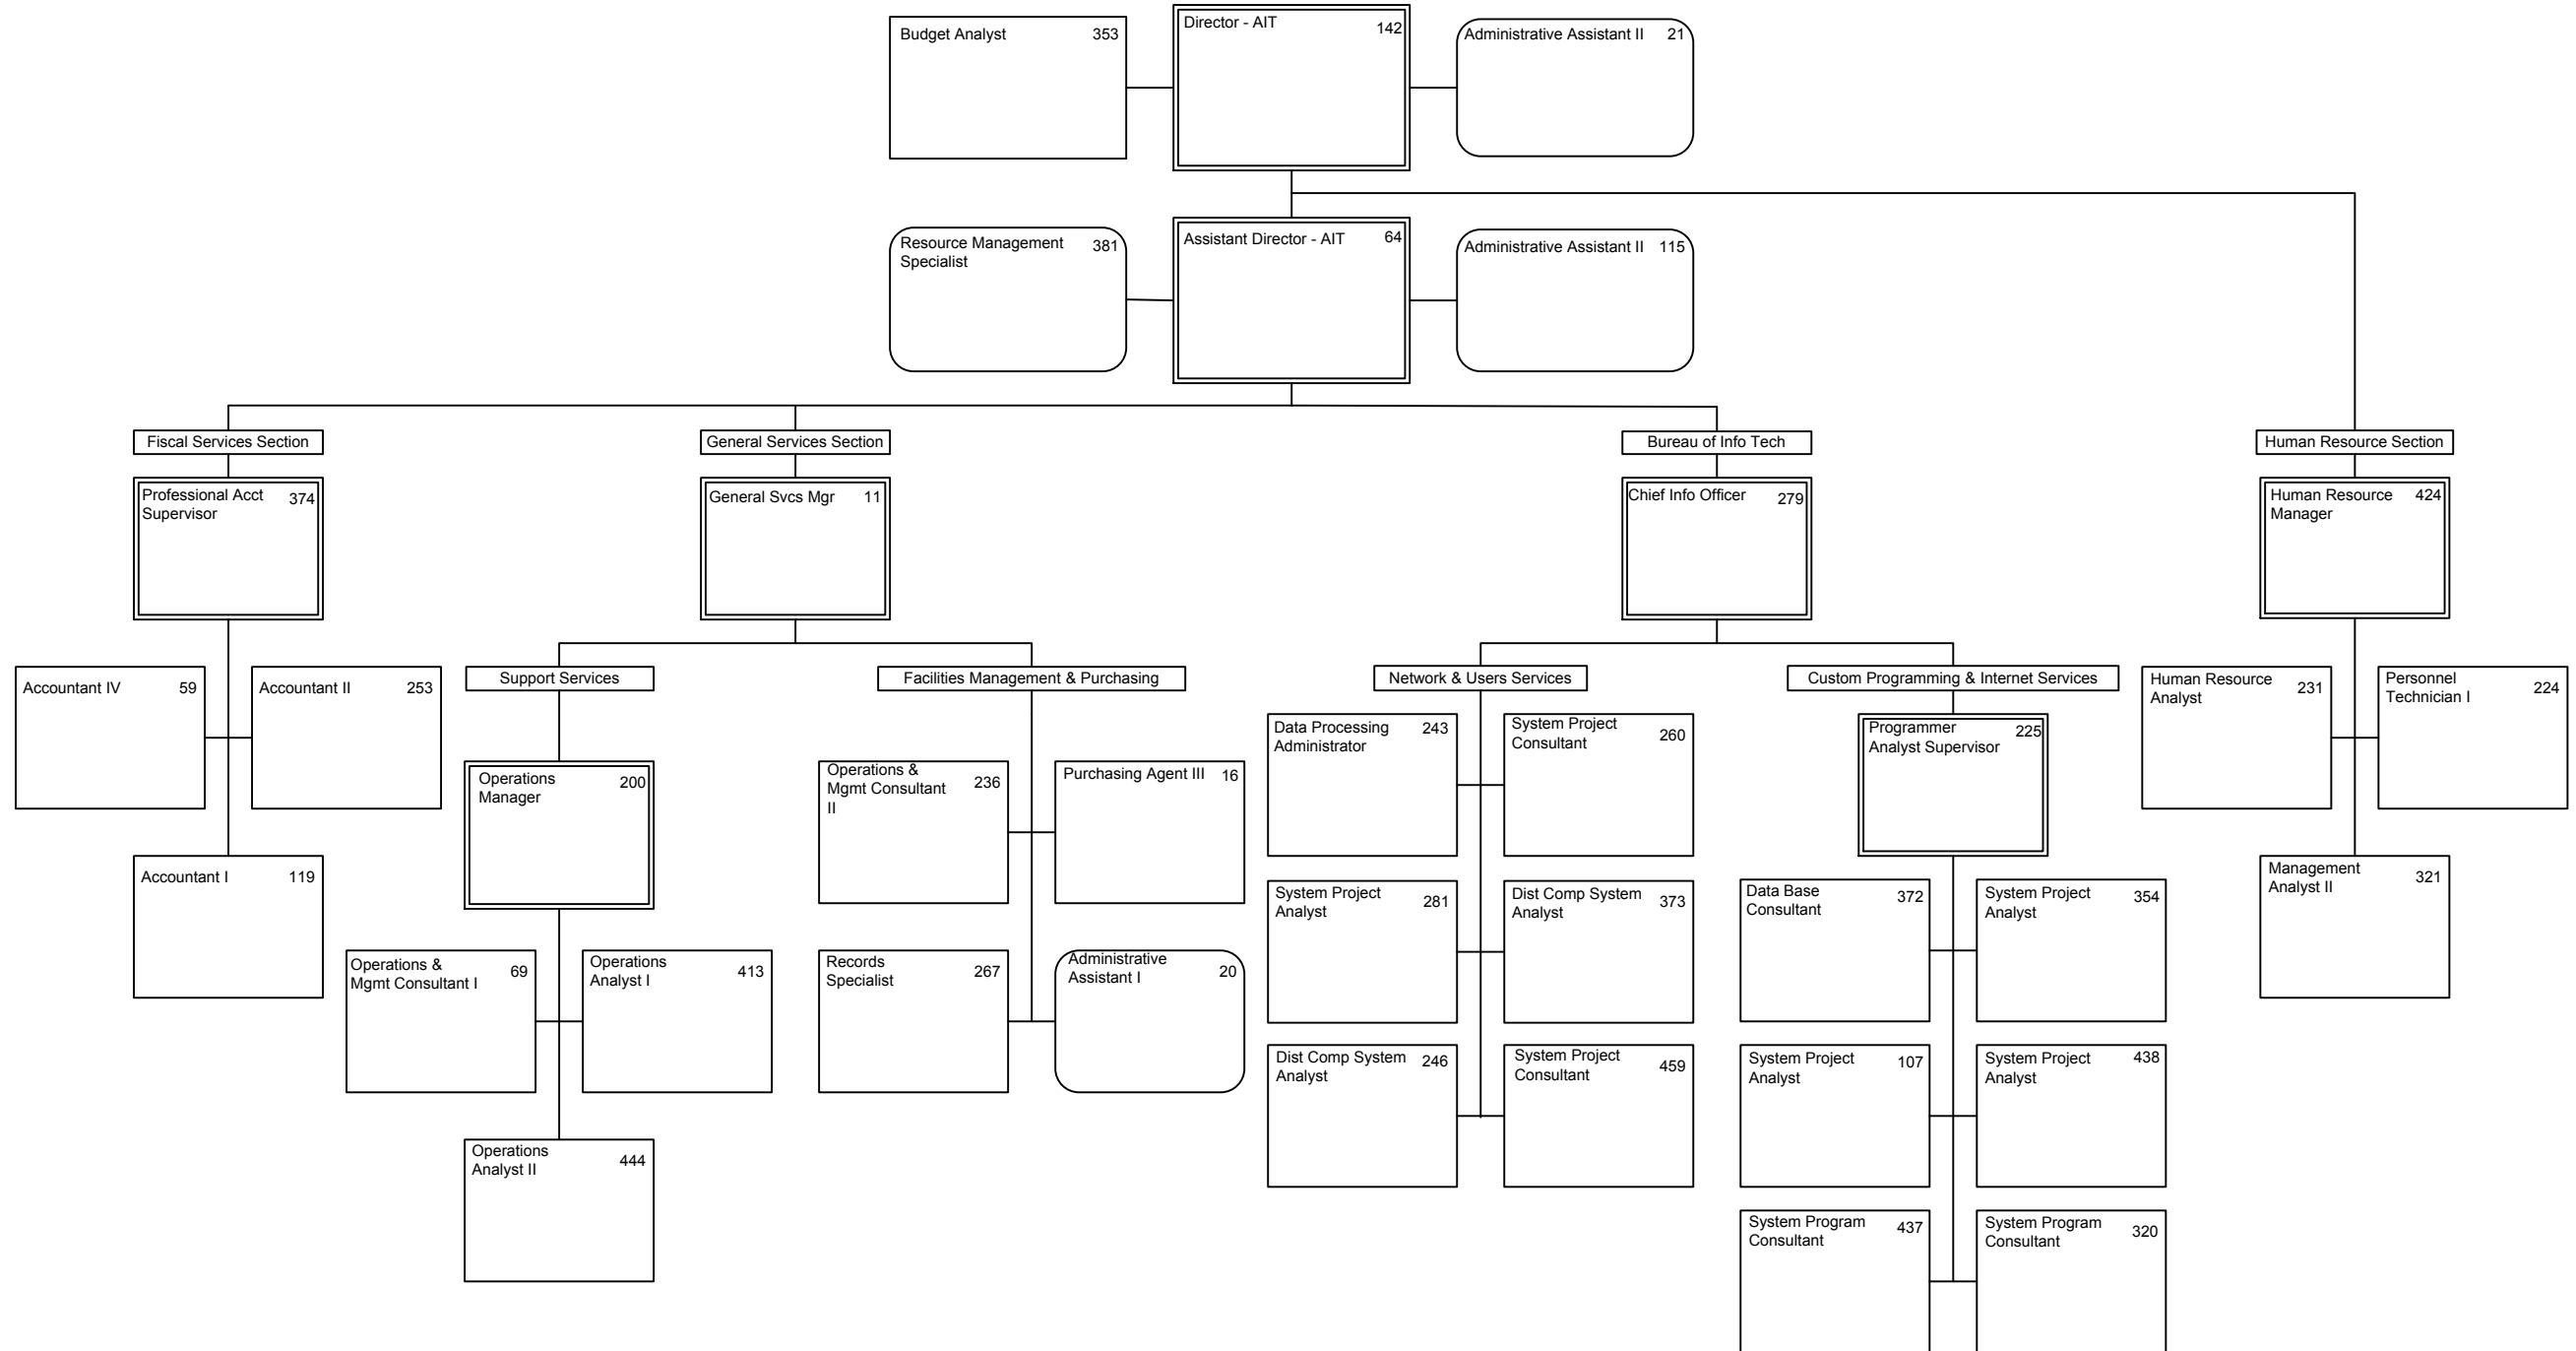 Budget Analyst 353
Director - AIT 142
Administrative Assistant II 21
Resource Management 381
Specialist
Assistant Director - AIT 64
Administrative Assistant II 115
Fiscal Services Section
General Services Section
Bureau of Info Tech
Human Resource Section
Professional Acct 374
Supervisor
General Svcs Mgr 11
Chief Info Officer 279
Human Resource 424
Manager
Accountant IV 59
Accountant II 253
Accountant I 119
Support Services
Operations 200
Manager
Operations & 69
Mgmt Consultant I
Operations 413
Analyst I
Operations 444
Analyst II
Facilities Management & Purchasing
Operations &
Mgmt Consultant 236
II
Purchasing Agent III 16
Records 267
Specialist
Administrative 20
Assistant I
Network & Users Services
Data Processing 243
Administrator
System Project 260
Consultant
System Project 281
Analyst
Dist Comp System 373
Analyst
Dist Comp System 246
Analyst
System Project 459
Consultant
Custom Programming & Internet Services
Programmer 225
Analyst Supervisor
Data Base 372
Consultant
System Project 354
Analyst
System Project 107
Analyst
System Project 438
Analyst
System Program 437
Consultant
System Program 320
Consultant
Human Resource 231
Analyst
Personnel 224
Technician I
Management 321
Analyst II